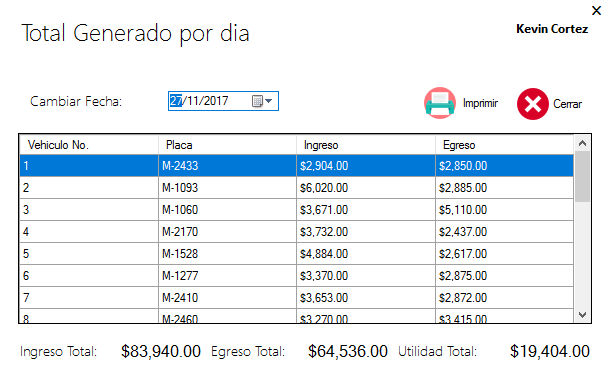 Total Generado por dia
Kevin Cortez
Cambiar Fecha: 27/11/2017 Imprimir Cerrar
Vehiculo No. Placa Ingreso Egreso
1 M-2433 $2,904.00 $2,850.00
2 M-1093 $6,020.00 $2,885.00
3 M-1060 $3,671.00 $5,110.00
4 M-2170 $3,732.00 $2,437.00
5 M-1528 $4,884.00 $2,617.00
6 M-1277 $3,370.00 $2,875.00
7 M-2410 $3,653.00 $2,872.00
8 M-2460 $3,270.00 $3,415.00
Ingreso Total: $83,940.00 Egreso Total: $64,536.00 Utilidad Total: $19,404.00